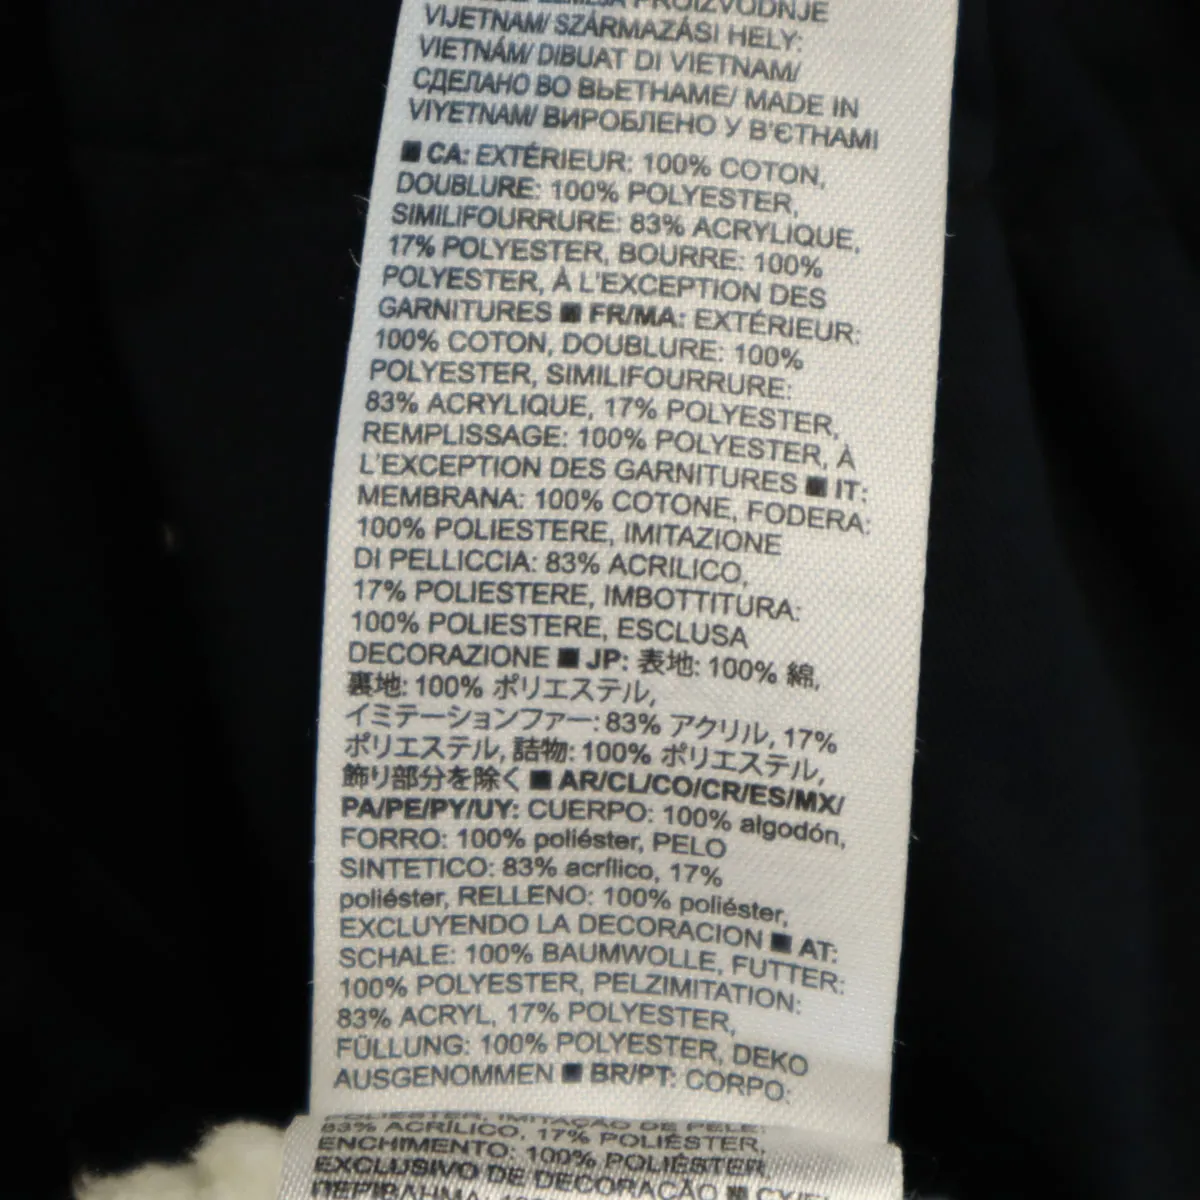 PROIZVODNJE
VIJETNAM/ SZÁRMAZÁSI HELY:
VIETNÁM/ DIBUAT DI VIETNAM/
СДЕЛАНО ВО ВЬЕТНАМЕ/ MADE IN
VIYETNAM/ ВИРОБЛЕНО У В'ЄТНАМІ
■ CA: EXTÉRIEUR: 100% COTON,
DOUBLURE: 100% POLYESTER,
SIMILIFOURRURE: 83% ACRYLIQUE,
17% POLYESTER, BOURRE: 100%
POLYESTER, À L'EXCEPTION DES
GARNITURES ■ FR/MA: EXTÉRIEUR:
100% COTON, DOUBLURE: 100%
POLYESTER, SIMILIFOURRURE:
83% ACRYLIQUE, 17% POLYESTER,
REMPLISSAGE: 100% POLYESTER, À
L'EXCEPTION DES GARNITURES ■ IT:
MEMBRANA: 100% COTONE, FODERA:
100% POLIESTERE, IMITAZIONE
DI PELLICCIA: 83% ACRILICO,
17% POLIESTERE, IMBOTTITURA:
100% POLIESTERE, ESCLUSA
DECORAZIONE ■ JP: 表地: 100% 綿,
裏地: 100% ポリエステル,
イミテーションファー: 83% アクリル, 17%
ポリエステル, 詰物: 100% ポリエステル,
飾り部分を除く ■ AR/CL/CO/CR/ES/MX/
PA/PE/PY/UY: CUERPO: 100% algodón,
FORRO: 100% poliéster, PELO
SINTETICO: 83% acrílico, 17%
poliéster, RELLENO: 100% poliéster,
EXCLUYENDO LA DECORACION ■ AT:
SCHALE: 100% BAUMWOLLE, FUTTER:
100% POLYESTER, PELZIMITATION:
83% ACRYL, 17% POLYESTER,
FÜLLUNG: 100% POLYESTER, DEKO
AUSGENOMMEN ■ BR/PT: CORPO:
POLIÉSTER, IMITAÇÃO DE PELE:
83% ACRÍLICO, 17% POLIÉSTER,
ENCHIMENTO: 100% POLIÉSTER
EXCLUSIVO DE DECORAÇÃO ■